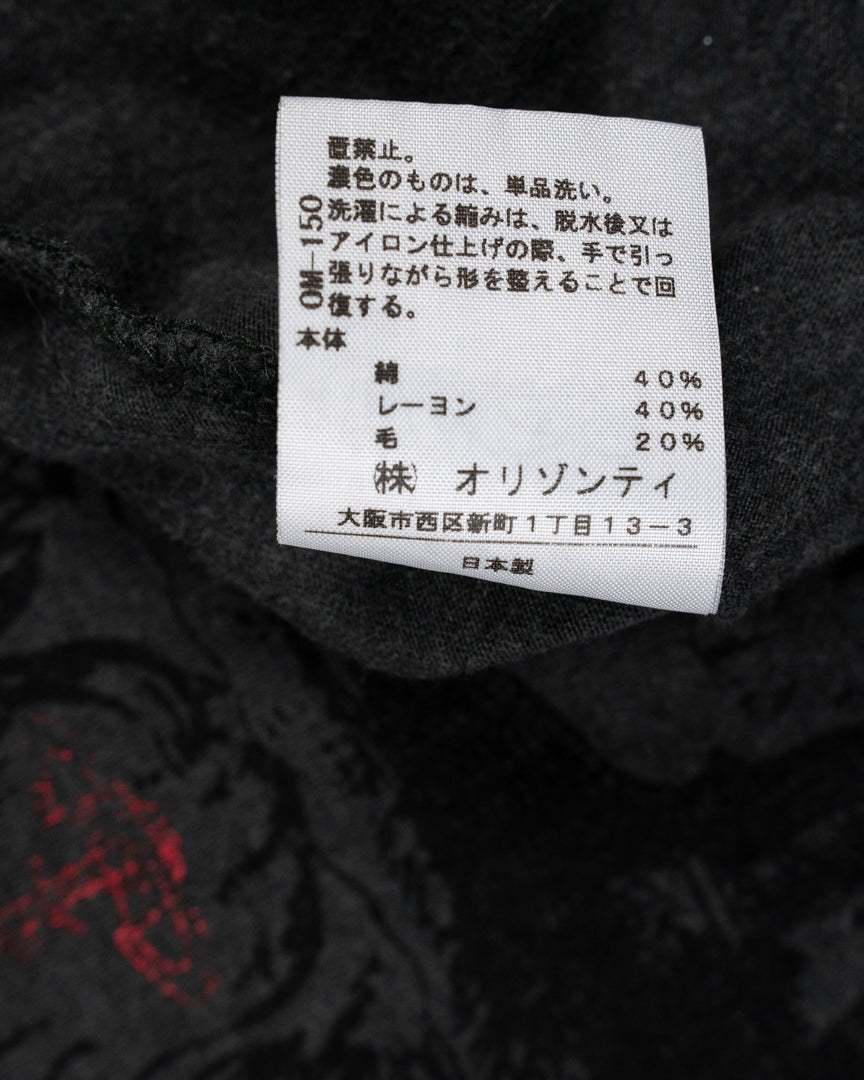 置禁止。
濃色のものは、単品洗い。
洗濯による縮みは、脱水後又は
アイロン仕上げの際、手で引っ
張りながら形を整えることで回
復する。
OM-150
本体
綿 40%
レーヨン 40%
毛 20%
㈱ オリゾンティ
大阪市西区新町1丁目13-3
日本製